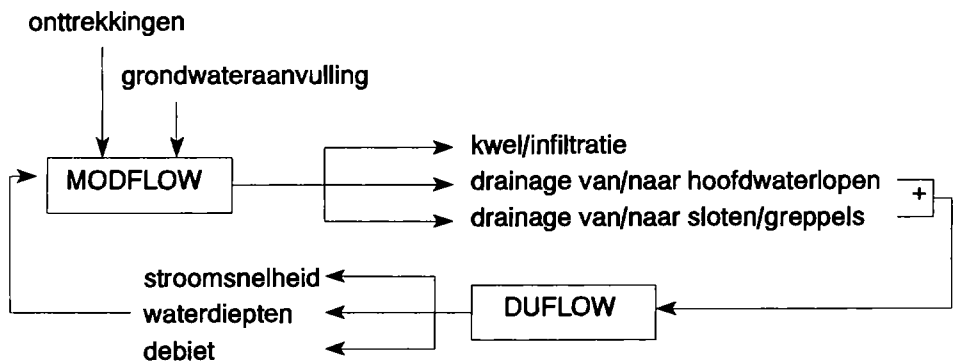 onttrekkingen
grondwateraanvulling
MODFLOW
kwel/infiltratie
drainage van/naar hoofdwaterlopen
drainage van/naar sloten/greppels
+
stroomsnelheid
waterdiepten
debiet
DUFLOW